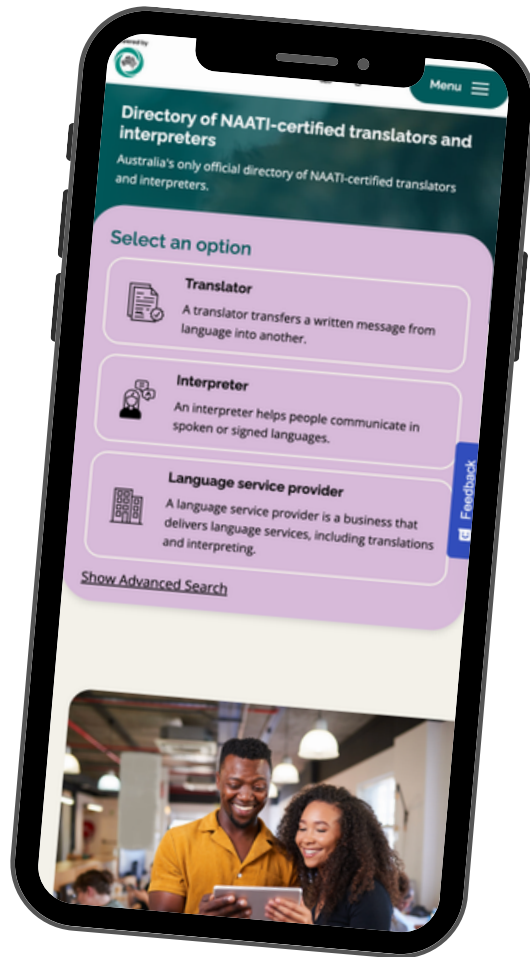 Menu
Directory of NAATI-certified translators and
interpreters
Australia's only official directory of NAATI-certified translators
and interpreters.
Select an option
Translator
A translator transfers a written message from
language into another.
Interpreter
An interpreter helps people communicate in
spoken or signed languages.
Language service provider
A language service provider is a business that
delivers language services, including translations
and interpreting.
Feedback
Show Advanced Search